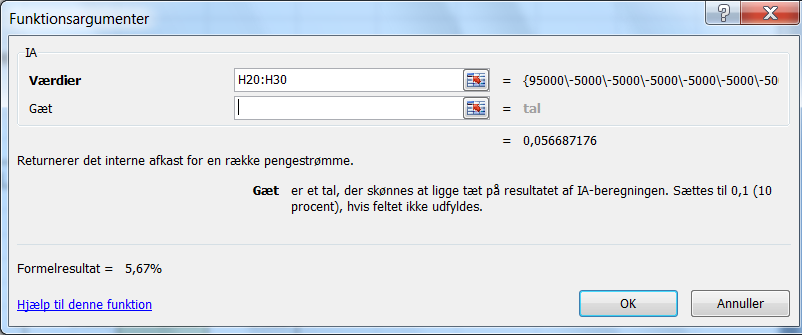 Funktionsargumenter
IA
Værdier H20:H30 = {95000\-5000\-5000\-5000\-5000\-5000\-500
Gæt = tal
= 0,056687176
Returnerer det interne afkast for en række pengestrømme.
Gæt er et tal, der skønnes at ligge tæt på resultatet af IA-beregningen. Sættes til 0,1 (10
procent), hvis feltet ikke udfyldes.
Formelresultat = 5,67%
Hjælp til denne funktion OK Annuller